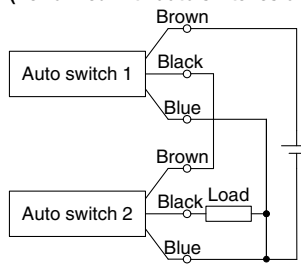 Brown
Black
Auto switch 1
Blue
Brown
Black Load
Auto switch 2
Blue